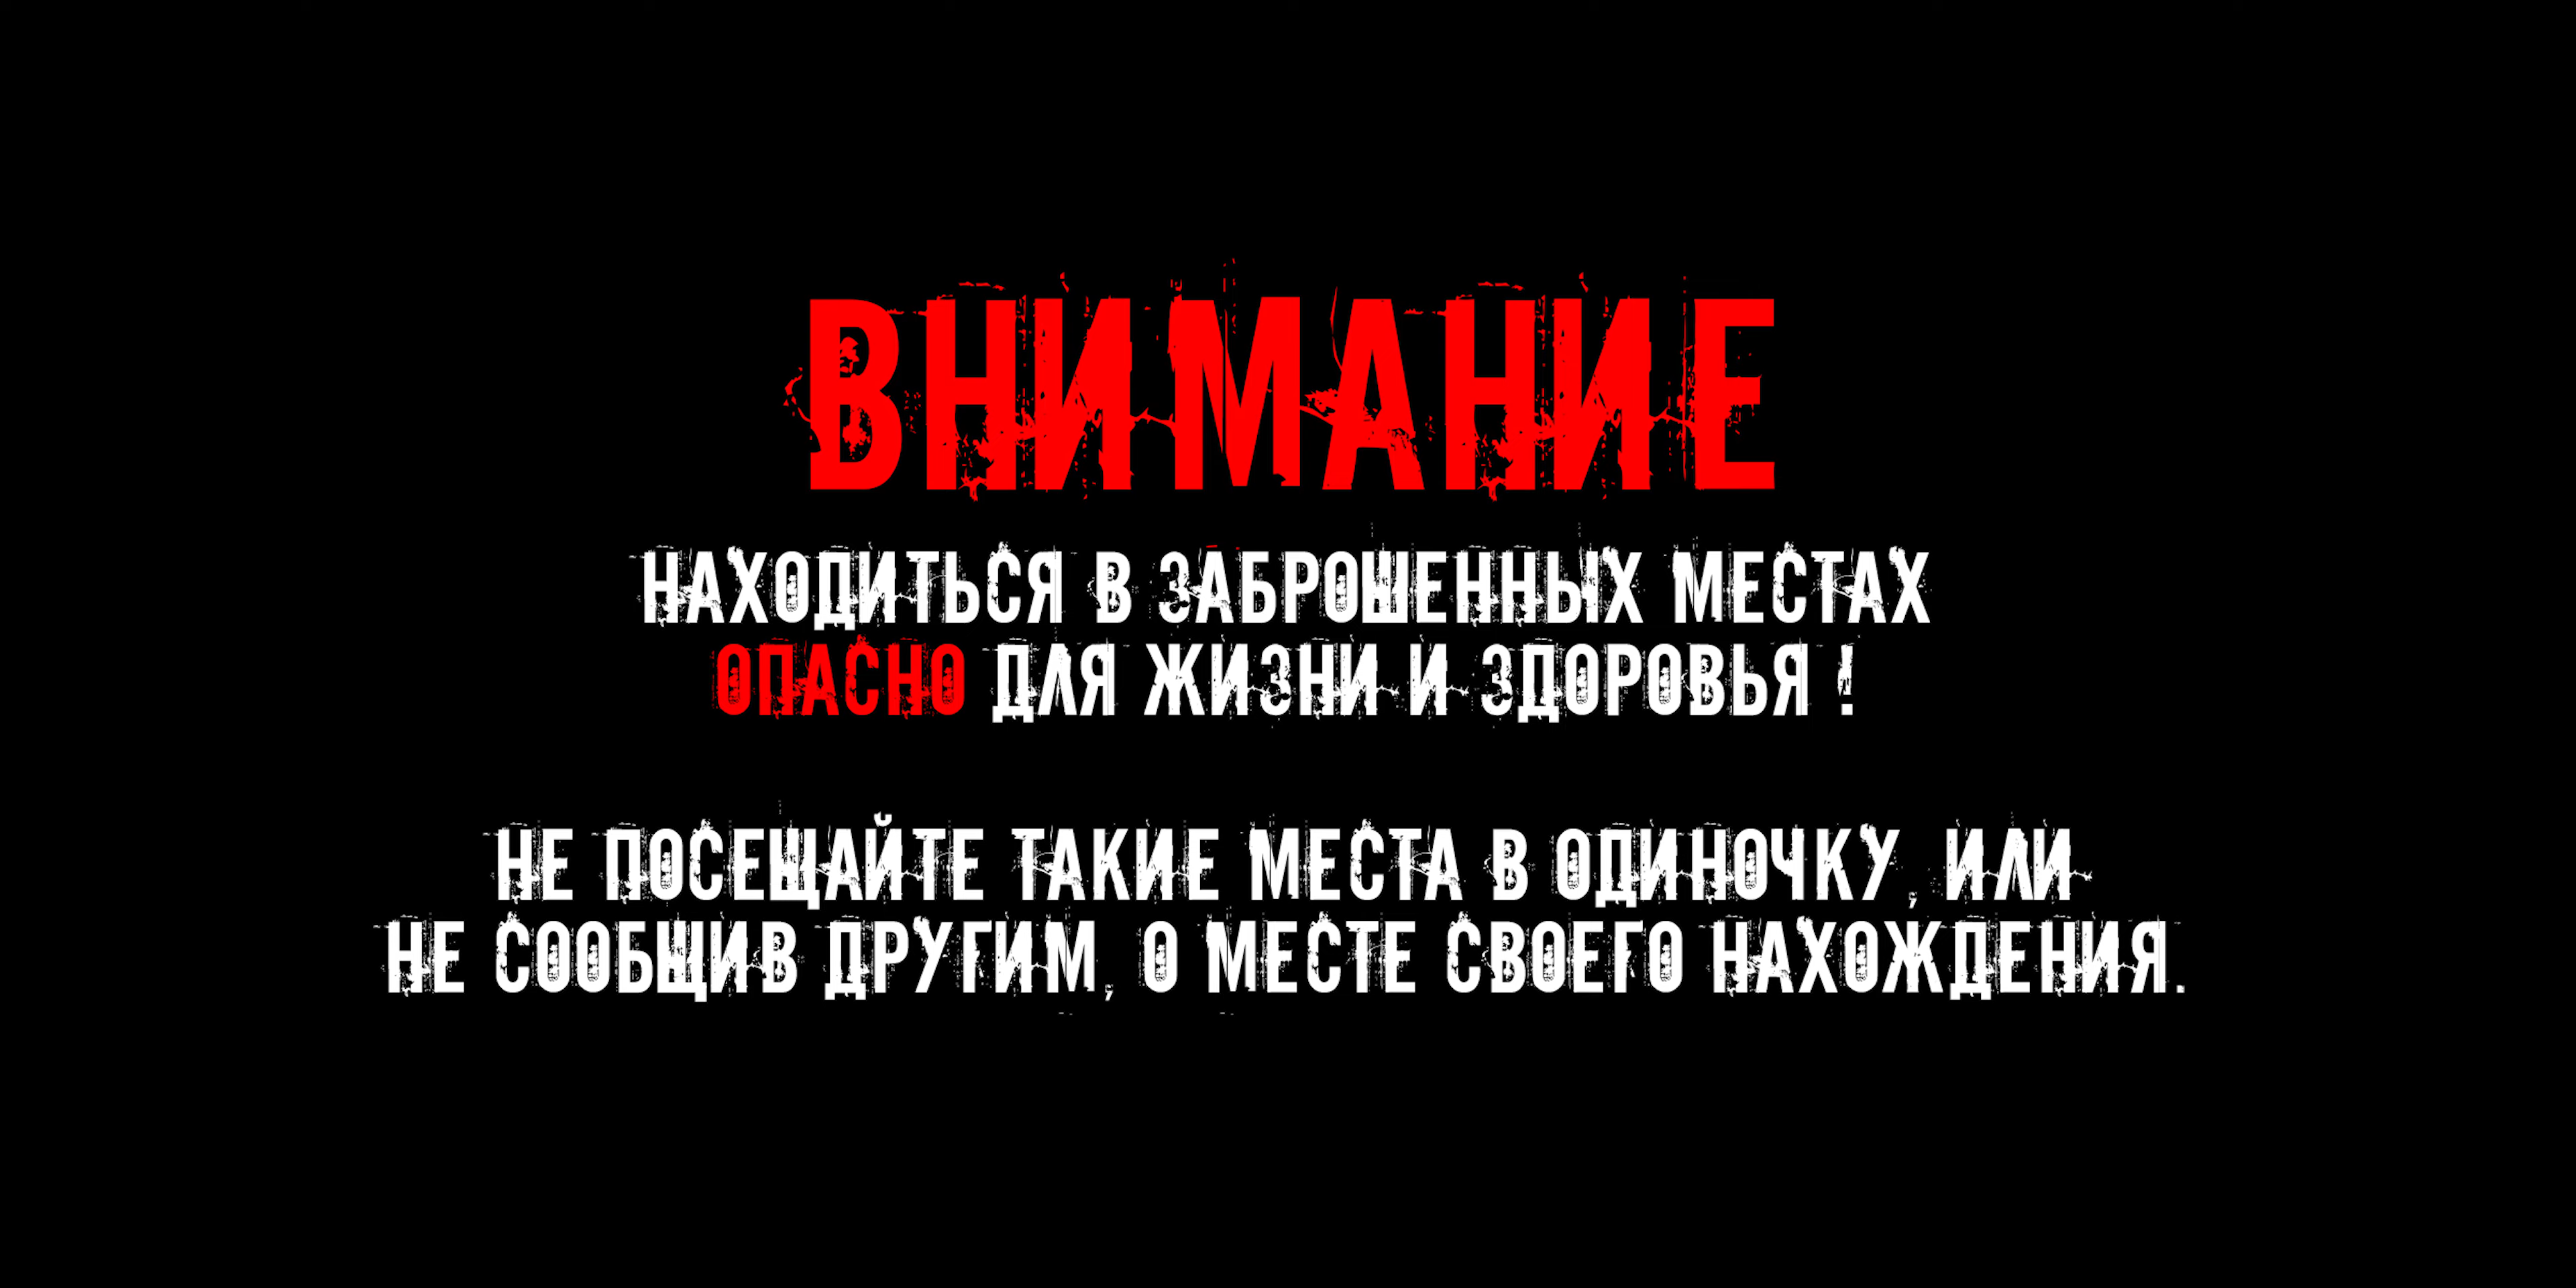 ВНИМАНИЕ
НАХОДИТЬСЯ В ЗАБРОШЕННЫХ МЕСТАХ
ОПАСНО ДЛЯ ЖИЗНИ И ЗДОРОВЬЯ !
НЕ ПОСЕЩАЙТЕ ТАКИЕ МЕСТА В ОДИНОЧКУ, ИЛИ
НЕ СООБЩИВ ДРУГИМ, О МЕСТЕ СВОЕГО НАХОЖДЕНИЯ.